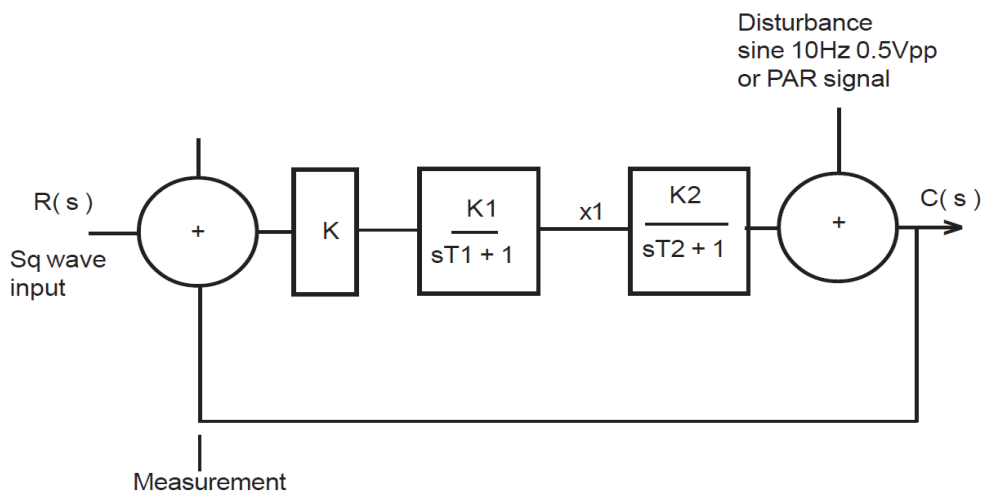 Disturbance
sine 10Hz 0.5Vpp
or PAR signal
R( s )
+
K
K1
sT1 + 1
x1
K2
sT2 + 1
+
C( s )
Sq wave
input
Measurement